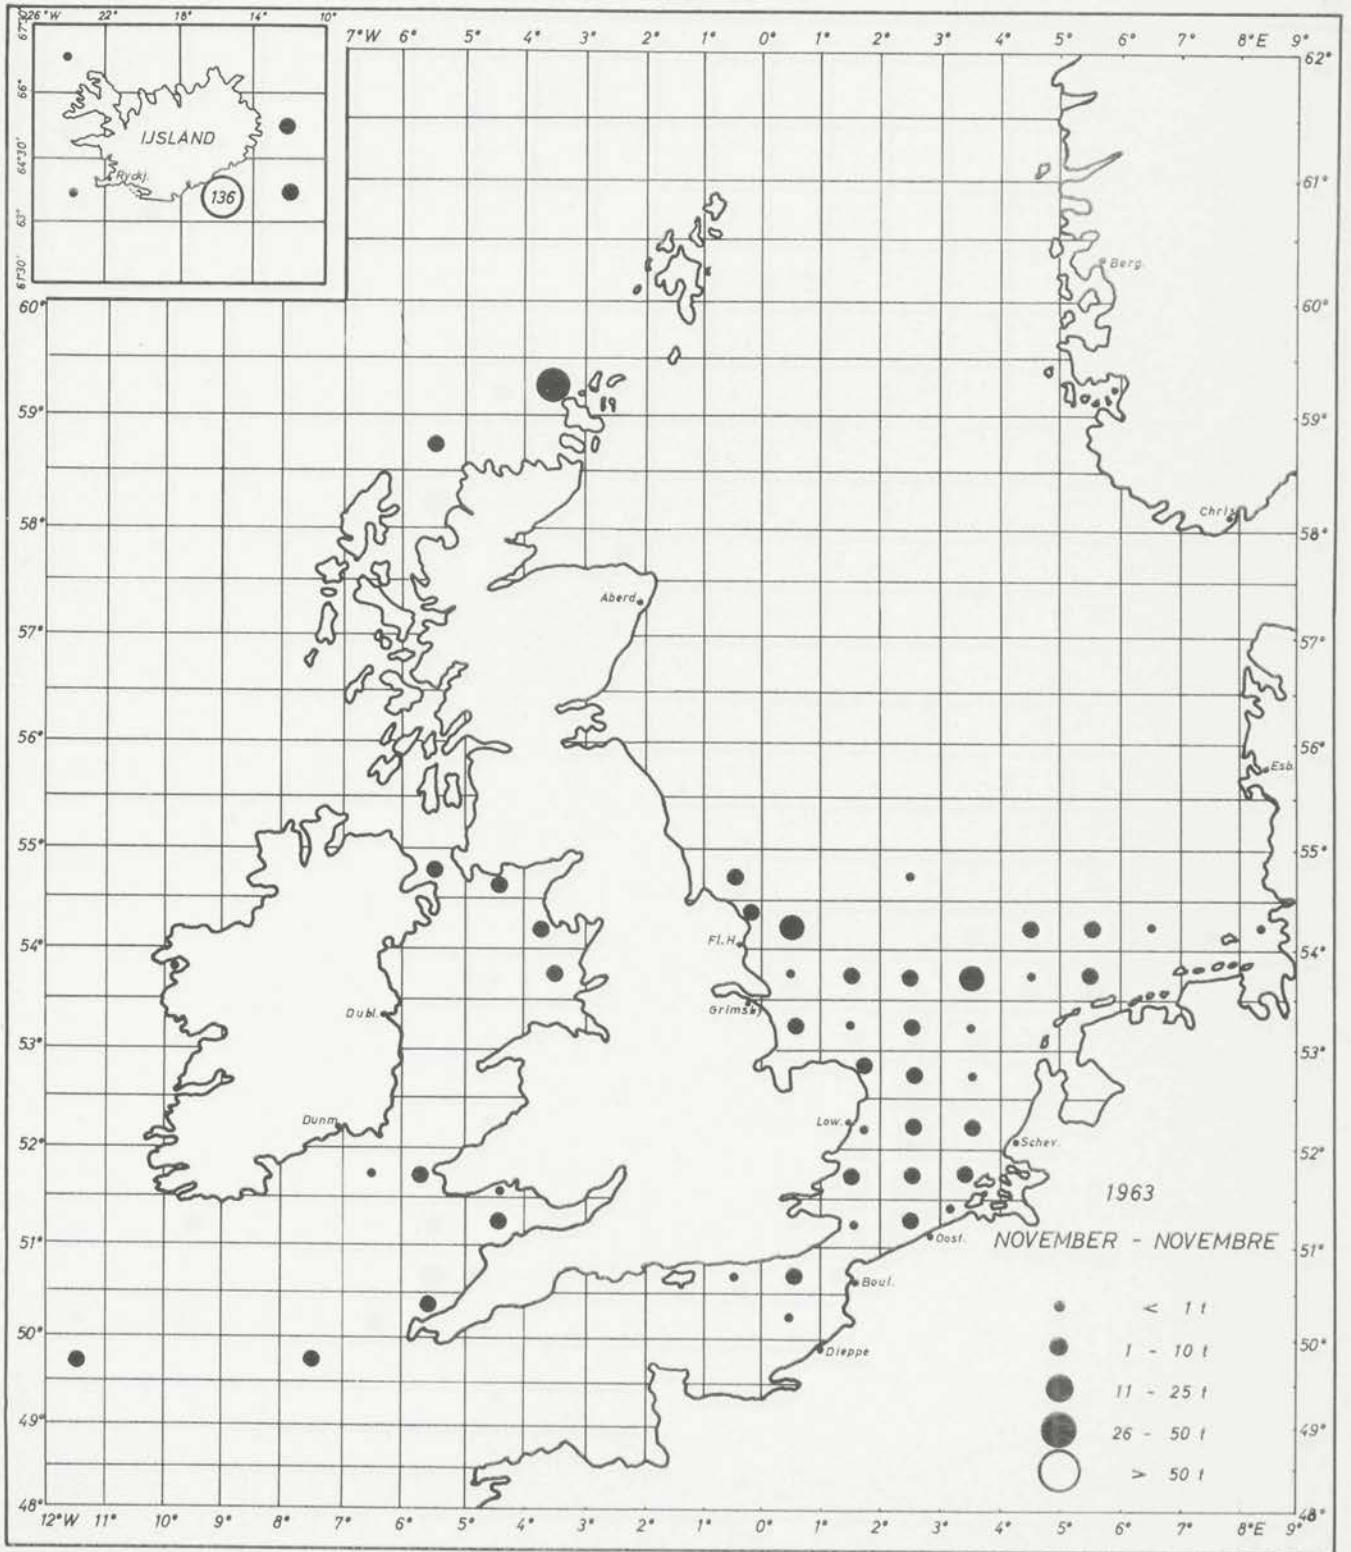 26°W 22° 18° 14° 10°
67°30'
66°
64°30'
63°
61°30'
IJSLAND
Ryckj.
136
7°W 6° 5° 4° 3° 2° 1° 0° 1° 2° 3° 4° 5° 6° 7° 8°E 9°
62°
61°
Berg.
60° 60°
59° 59°
Chris.
58° 58°
Aberd.
57° 57°
56° 56°
Esb.
55° 55°
Fl.H.
54° 54°
Grimsby
Dubl.
53° 53°
Dunm.
Low.
52° 52°
Schev.
1963
Oost.
51° 51°
NOVEMBER - NOVEMBRE
Boul.
< 1 t
50° 50°
Dieppe
1 - 10 t
11 - 25 t
49° 49°
26 - 50 t
> 50 t
48° 48°
12°W 11° 10° 9° 8° 7° 6° 5° 4° 3° 2° 1° 0° 1° 2° 3° 4° 5° 6° 7° 8°E 9°